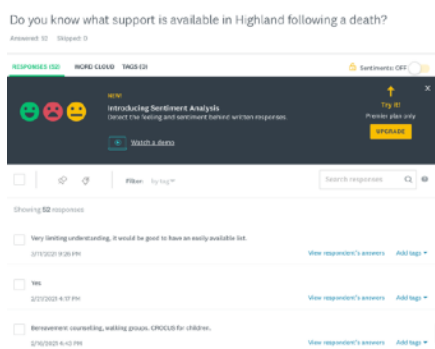 Do you know what support is available in Highland following a death?
Answered: 52 Skipped: 0
RESPONSES (52) WORD CLOUD TAGS (0) Sentiments: OFF
NEW!
Introducing Sentiment Analysis
Detect the feeling and sentiment behind written responses.
Watch a demo
Try it!
Premier plan only
UPGRADE
Filter: by tag
Search responses
Showing 52 responses
Very limiting understanding, it would be good to have an easily available list.
View respondent's answers Add tags
Yes
View respondent's answers Add tags
Bereavement counselling, walking groups, CROCUS for children.
View respondent's answers Add tags